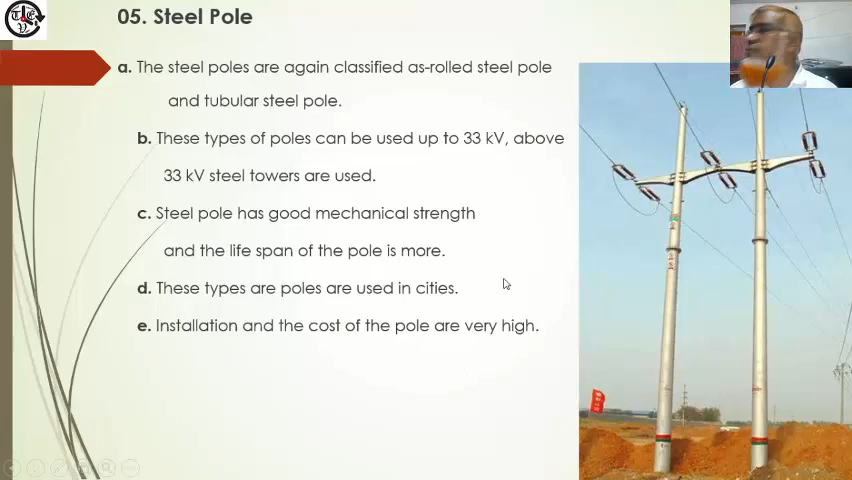 05. Steel Pole
a. The steel poles are again classified as-rolled steel pole
and tubular steel pole.
b. These types of poles can be used up to 33 kV, above
33 kV steel towers are used.
c. Steel pole has good mechanical strength
and the life span of the pole is more.
d. These types are poles are used in cities.
e. Installation and the cost of the pole are very high.